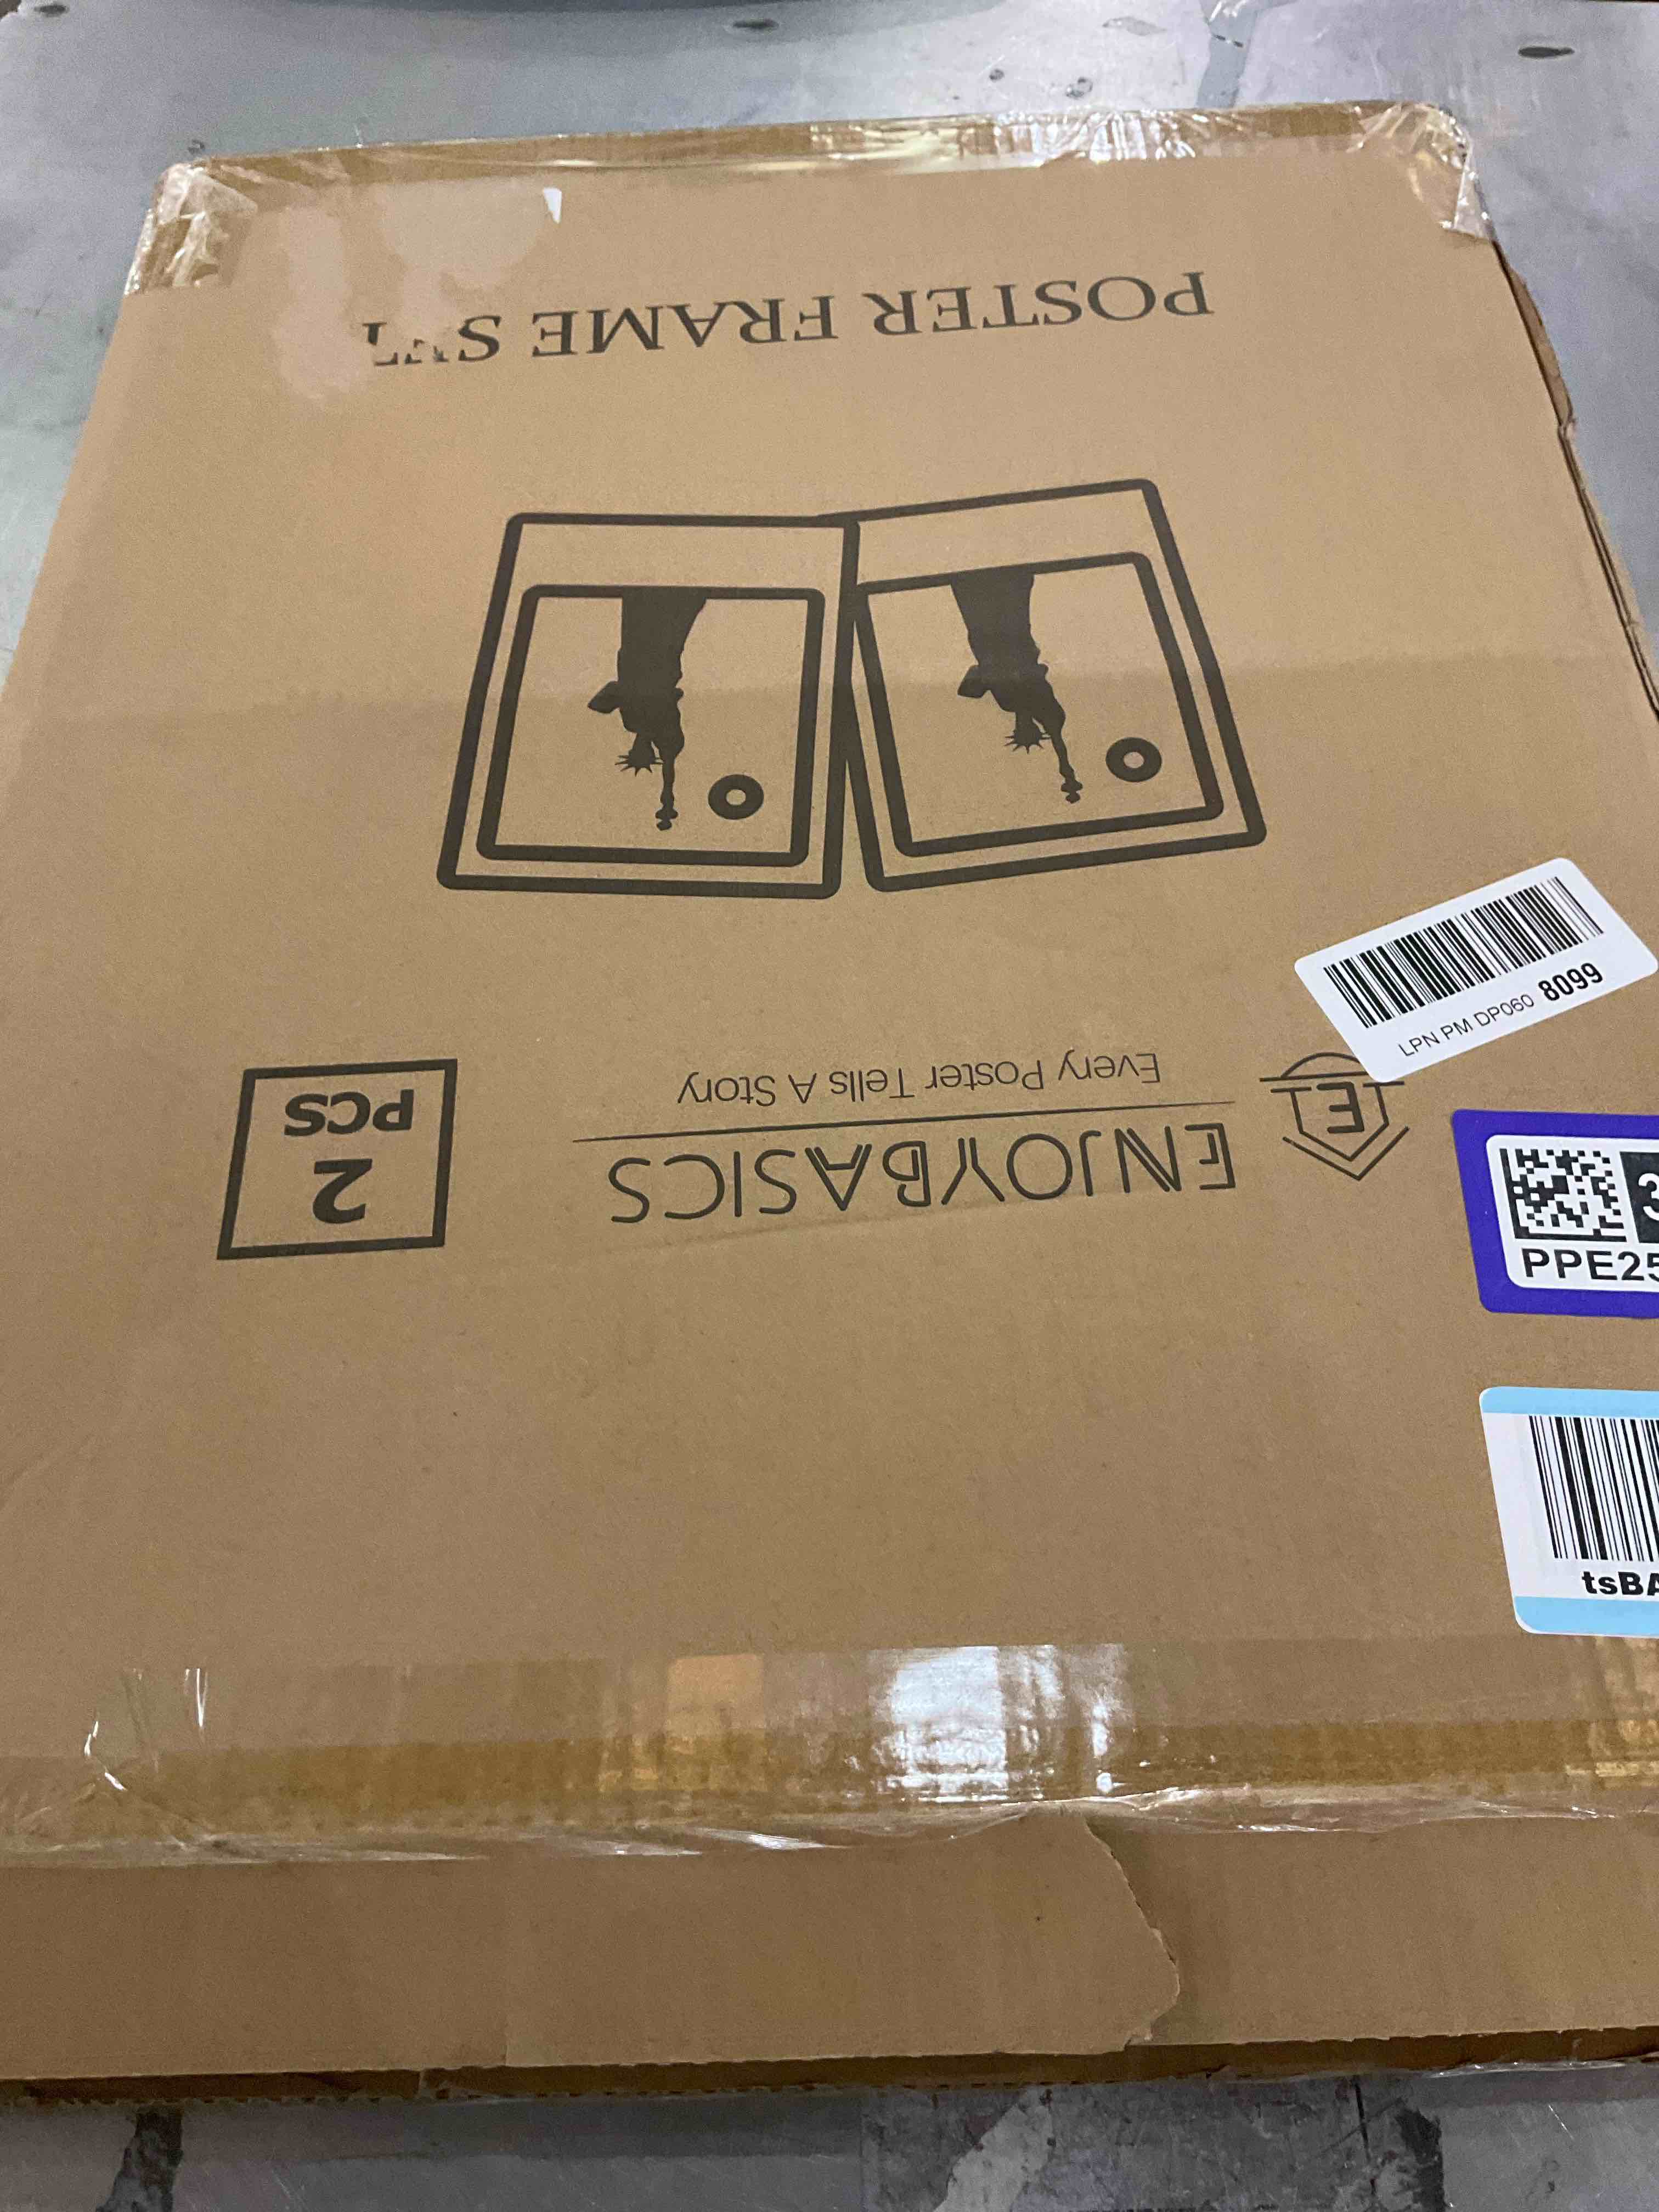 POSTER FRAME SET
LPN PM DP060 8099
Every Poster Tells A Story
ENJOYBASICS
E
2
PCS
PPE25
tsBA